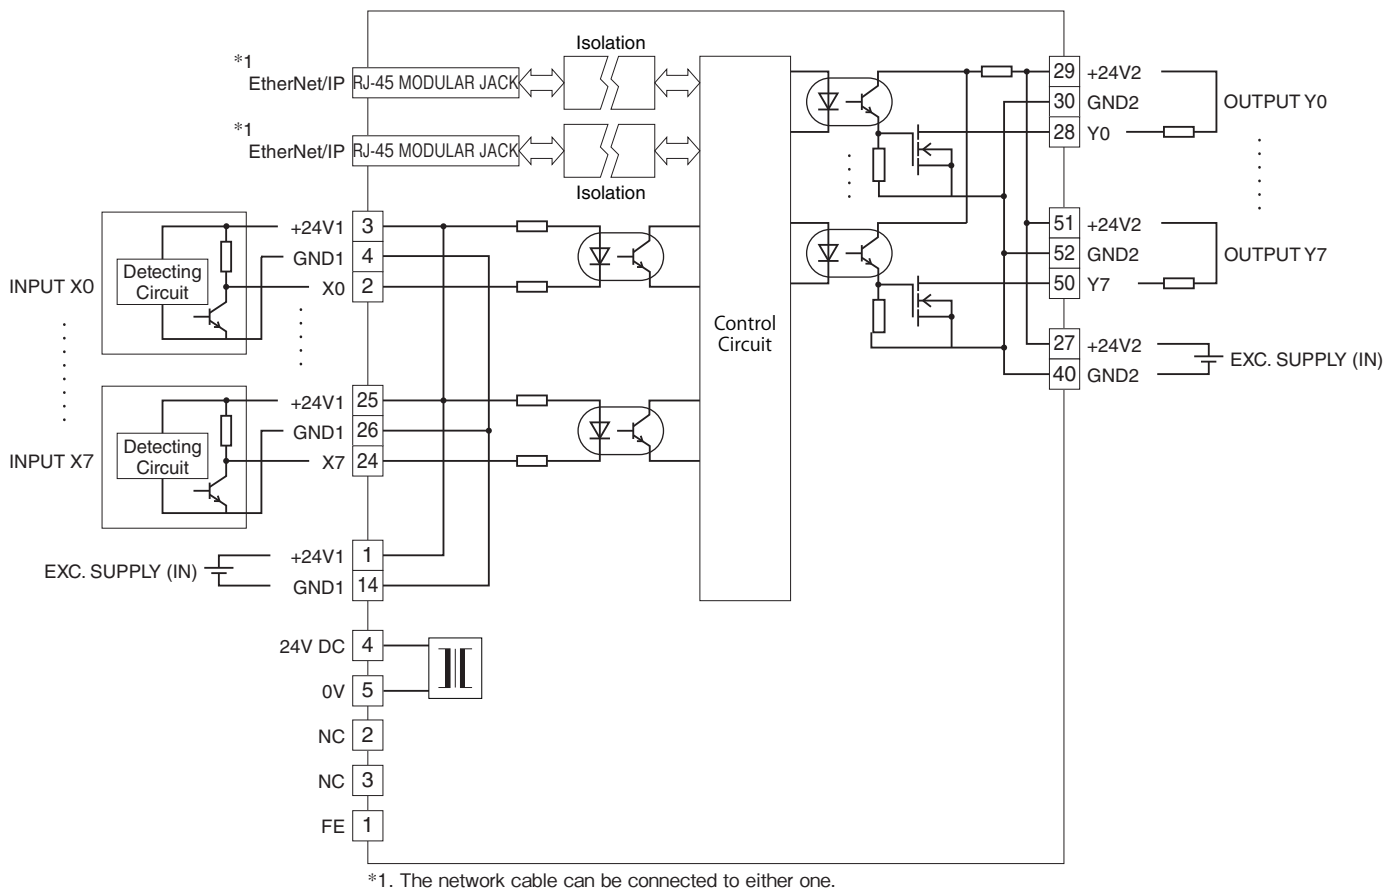 Isolation
*1
EtherNet/IP RJ-45 MODULAR JACK
*1
EtherNet/IP RJ-45 MODULAR JACK
Isolation
INPUT X0
Detecting
Circuit
+24V1 3
GND1 4
X0 2
INPUT X7
Detecting
Circuit
+24V1 25
GND1 26
X7 24
EXC. SUPPLY (IN)
+24V1 1
GND1 14
24V DC 4
0V 5
NC 2
NC 3
FE 1
Control
Circuit
29 +24V2
30 GND2
28 Y0
OUTPUT Y0
51 +24V2
52 GND2
50 Y7
OUTPUT Y7
27 +24V2
40 GND2
EXC. SUPPLY (IN)
*1. The network cable can be connected to either one.